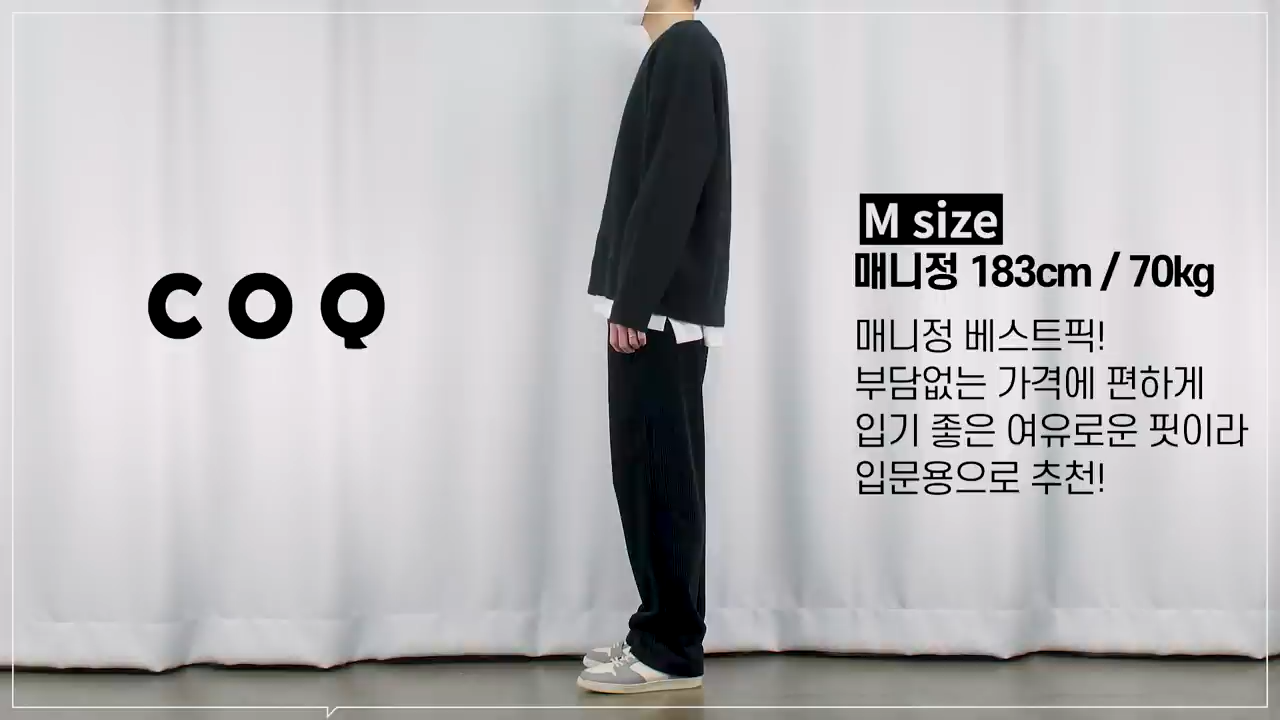 COQ
M size
매니정 183cm / 70kg
매니정 베스트픽!
부담없는 가격에 편하게
입기 좋은 여유로운 핏이라
입문용으로 추천!